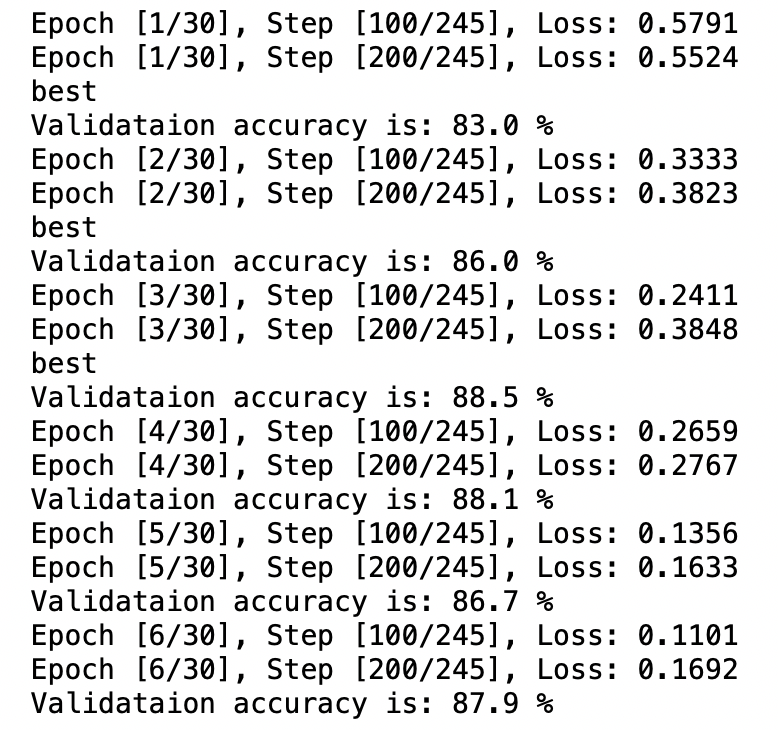 Epoch [1/30], Step [100/245], Loss: 0.5791
Epoch [1/30], Step [200/245], Loss: 0.5524
best
Validataion accuracy is: 83.0 %
Epoch [2/30], Step [100/245], Loss: 0.3333
Epoch [2/30], Step [200/245], Loss: 0.3823
best
Validataion accuracy is: 86.0 %
Epoch [3/30], Step [100/245], Loss: 0.2411
Epoch [3/30], Step [200/245], Loss: 0.3848
best
Validataion accuracy is: 88.5 %
Epoch [4/30], Step [100/245], Loss: 0.2659
Epoch [4/30], Step [200/245], Loss: 0.2767
Validataion accuracy is: 88.1 %
Epoch [5/30], Step [100/245], Loss: 0.1356
Epoch [5/30], Step [200/245], Loss: 0.1633
Validataion accuracy is: 86.7 %
Epoch [6/30], Step [100/245], Loss: 0.1101
Epoch [6/30], Step [200/245], Loss: 0.1692
Validataion accuracy is: 87.9 %